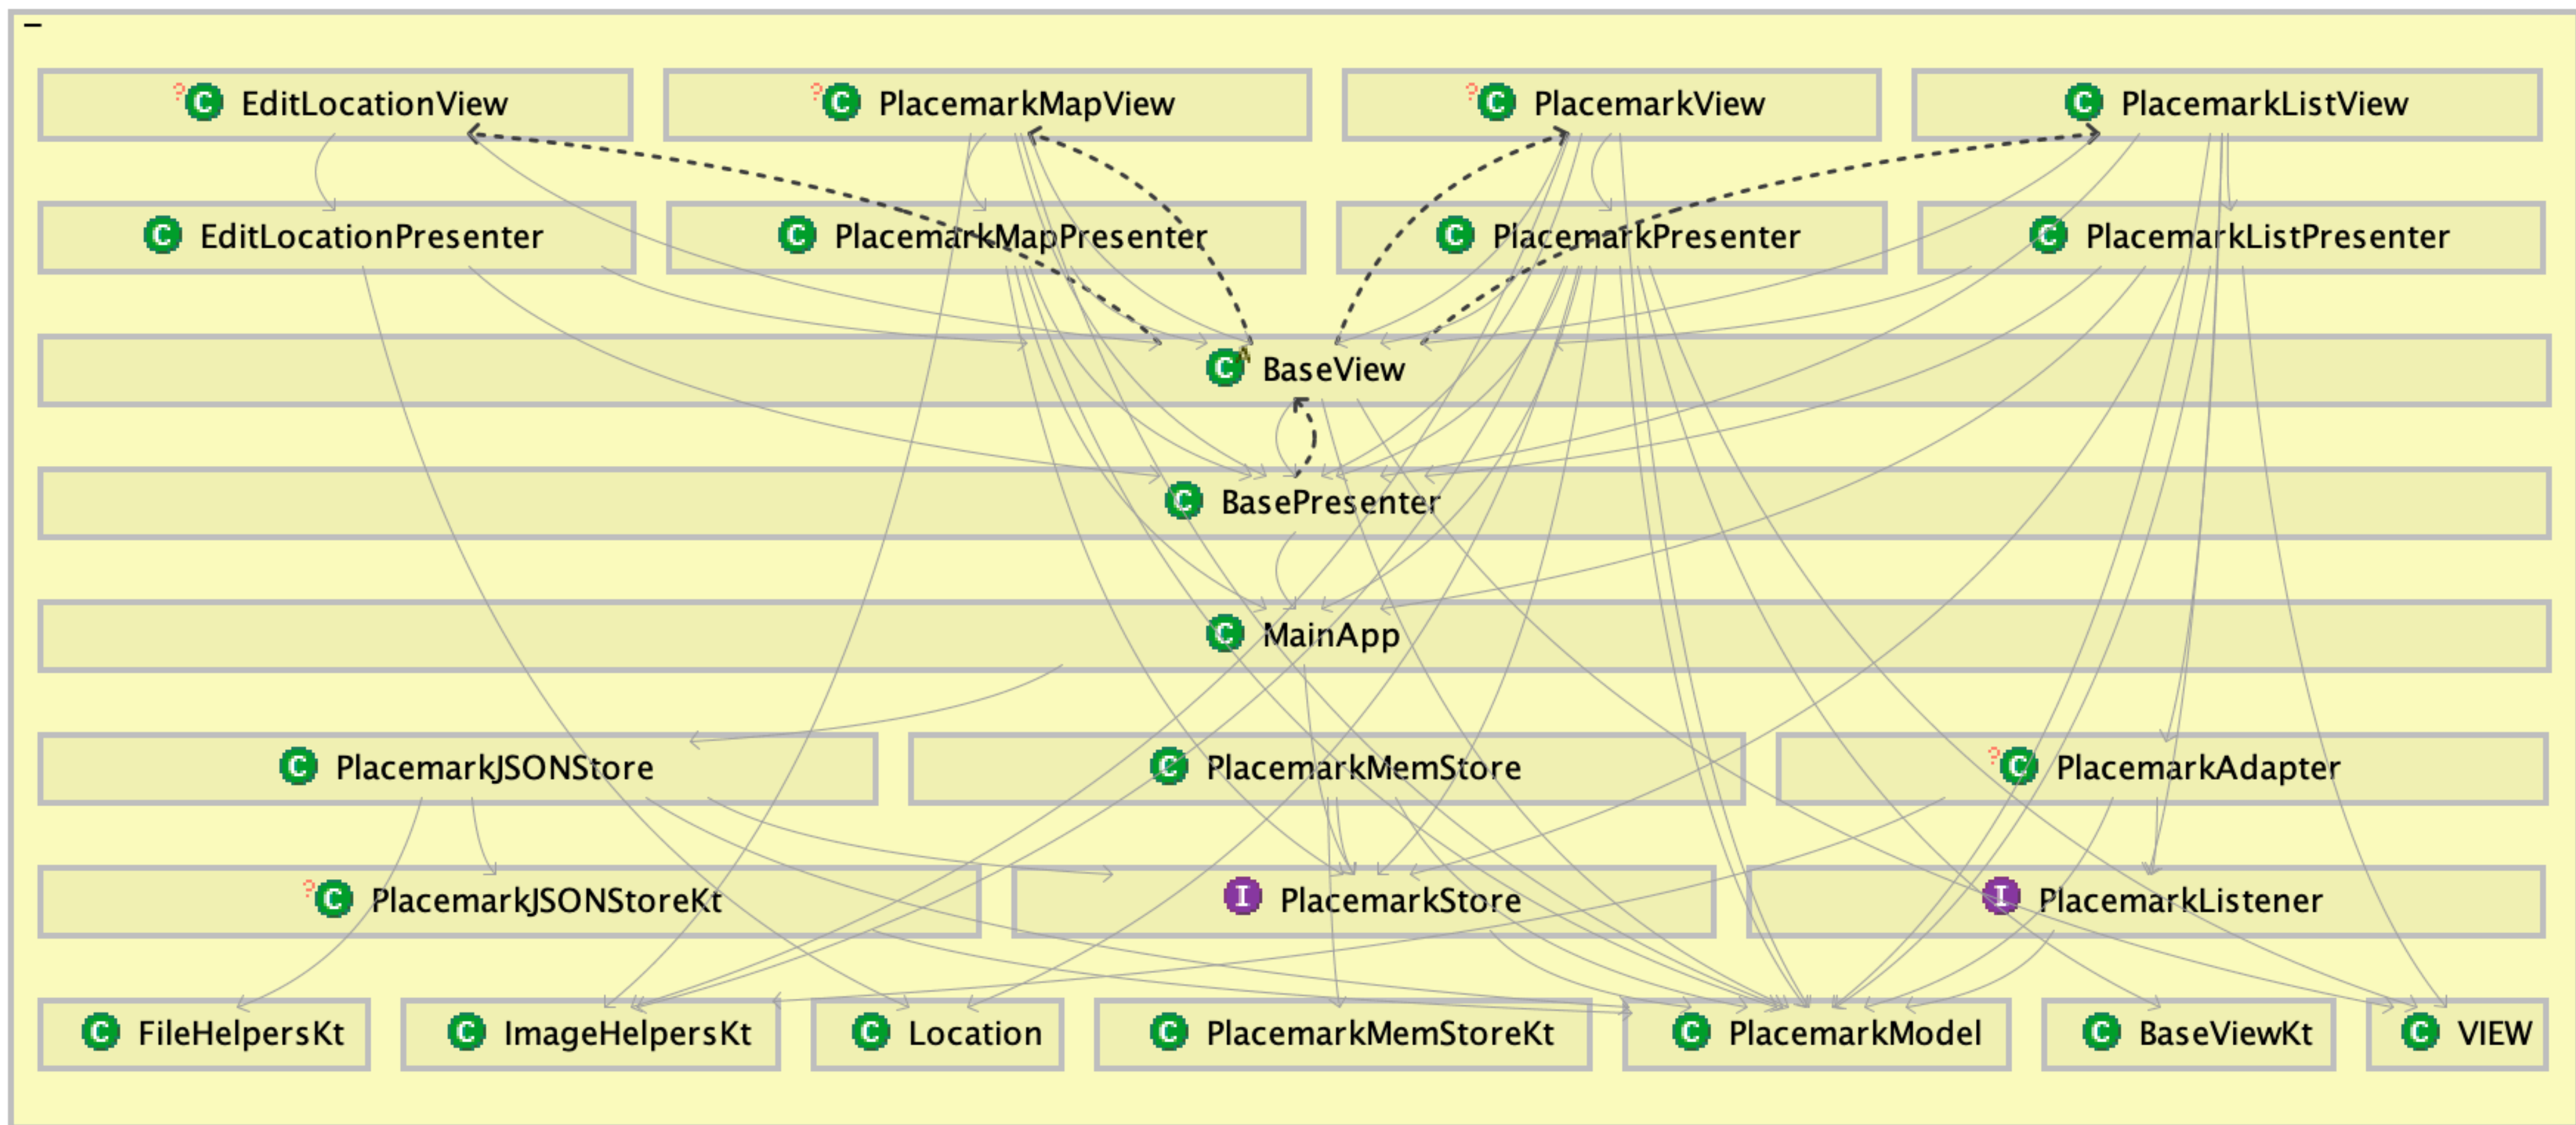 EditLocationView
PlacemarkMapView
PlacemarkView
PlacemarkListView
EditLocationPresenter
PlacemarkMapPresenter
PlacemarkPresenter
PlacemarkListPresenter
BaseView
BasePresenter
MainApp
PlacemarkJSONStore
PlacemarkMemStore
PlacemarkAdapter
PlacemarkJSONStoreKt
PlacemarkStore
PlacemarkListener
FileHelpersKt
ImageHelpersKt
Location
PlacemarkMemStoreKt
PlacemarkModel
BaseViewKt
VIEW